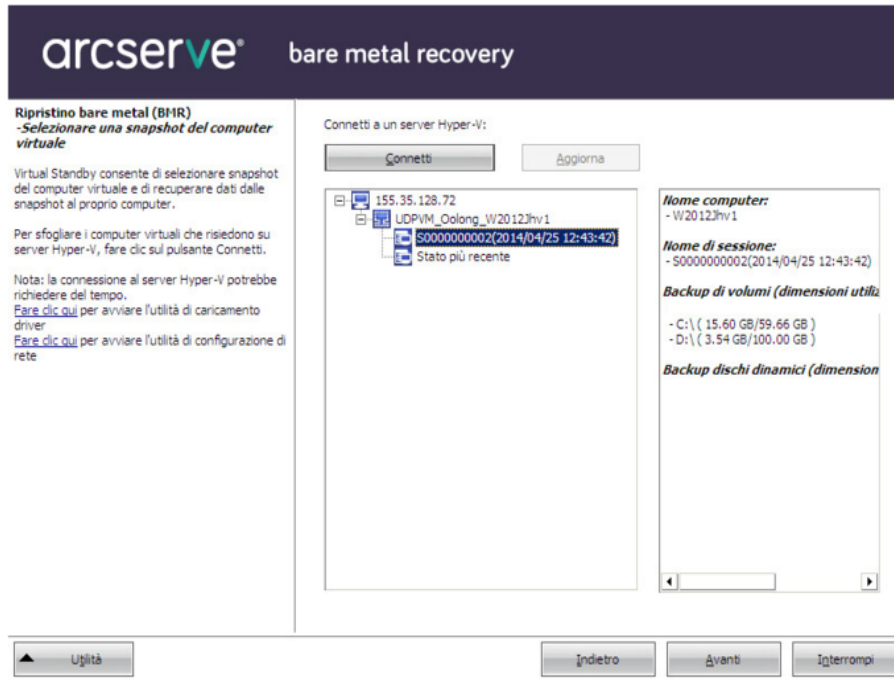 arcserve® bare metal recovery
Ripristino bare metal (BMR)
-Selezionare una snapshot del computer
virtuale
Virtual Standby consente di selezionare snapshot
del computer virtuale e di recuperare dati dalle
snapshot al proprio computer.
Per sfogliare i computer virtuali che risiedono su
server Hyper-V, fare clic sul pulsante Connetti.
Nota: la connessione al server Hyper-V potrebbe
richiedere del tempo.
Fare clic qui per avviare l'utilità di caricamento
driver
Fare clic qui per avviare l'utilità di configurazione di
rete
Connetti a un server Hyper-V:
Connetti
Aggiorna
155.35.128.72
UDPVM_Oolong_W2012Jhv1
S0000000002(2014/04/25 12:43:42)
Stato più recente
Nome computer:
- W2012Jhv1
Nome di sessione:
- S0000000002(2014/04/25 12:43:42)
Backup di volumi (dimensioni utiliz
- C:\ ( 15.60 GB/59.66 GB )
- D:\ ( 3.54 GB/100.00 GB )
Backup dischi dinamici (dimension
Utilità
Indietro
Avanti
Interrompi